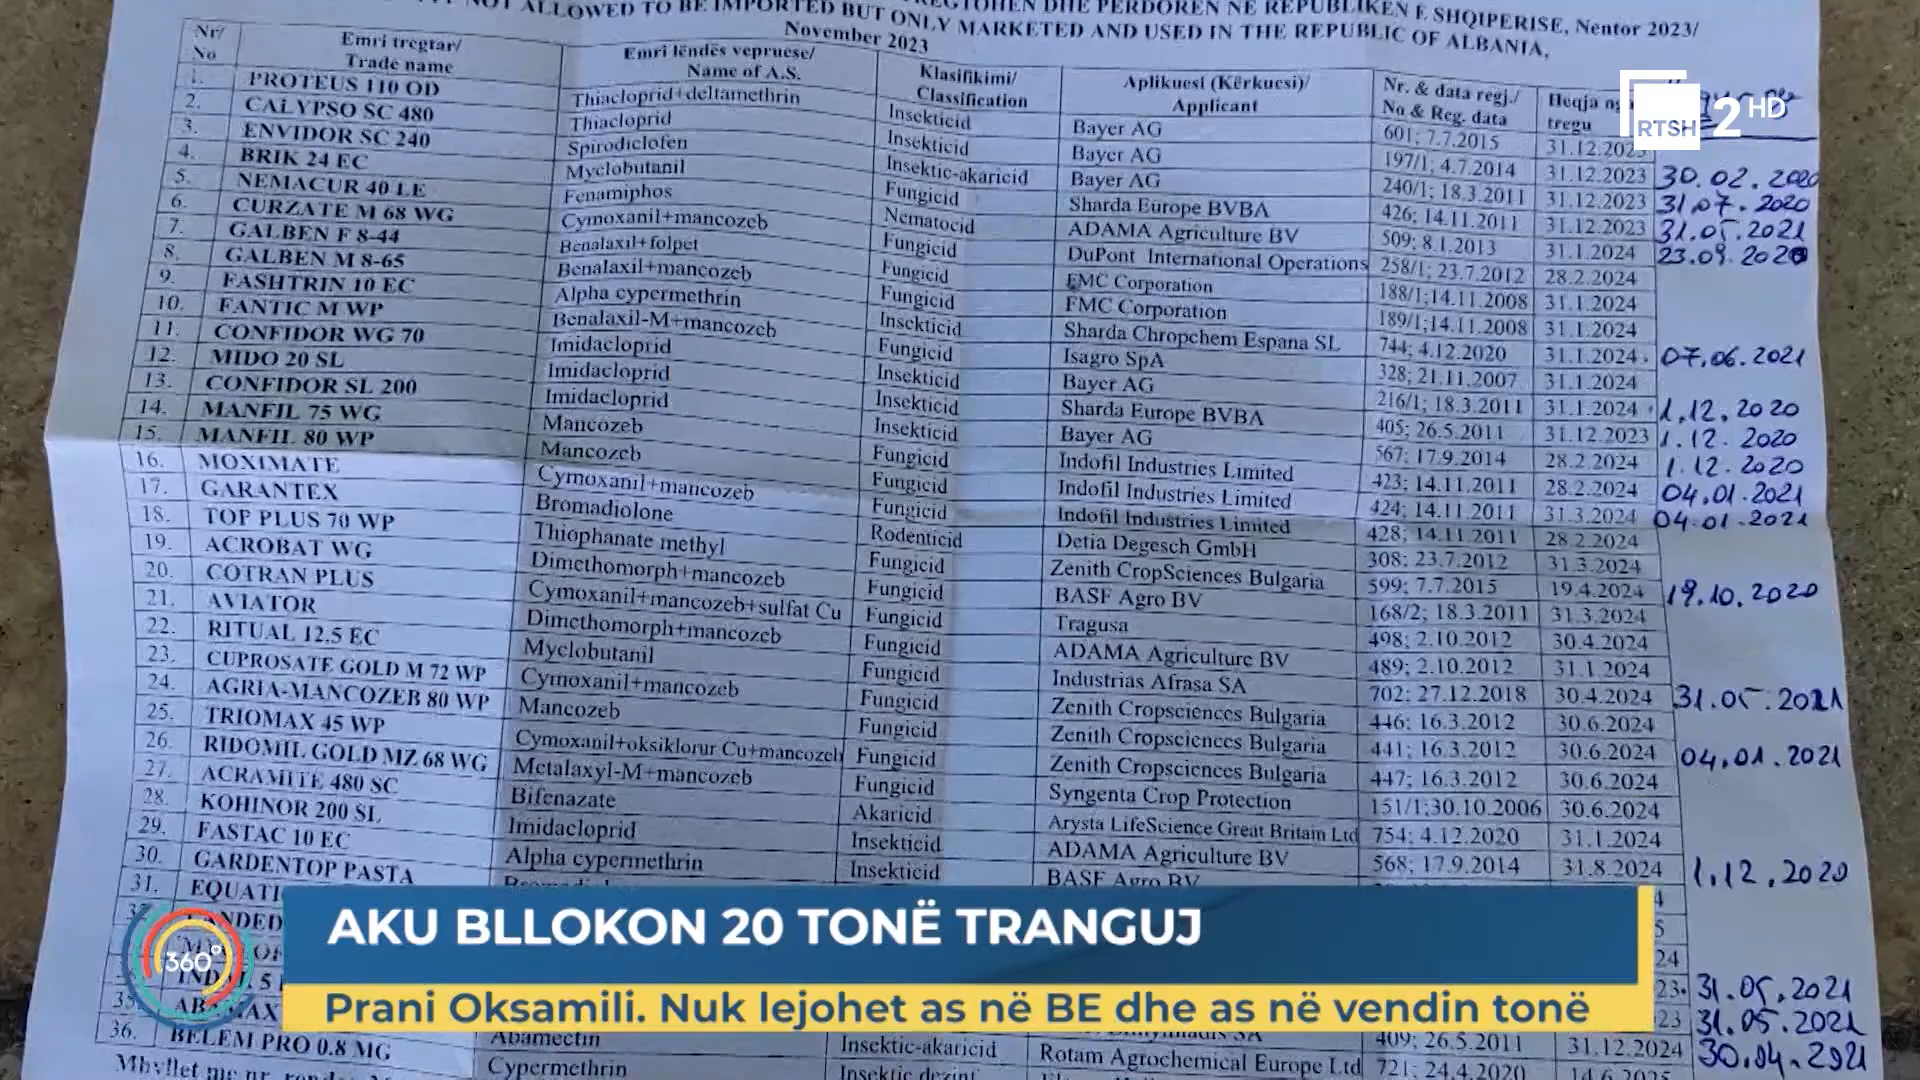 NOT ALLOWED TO BE IMPORTED BUT ONLY MARKETED AND USED IN THE REPUBLIC OF ALBANIA,
DHE PERDOREN NE REPUBLIKEN E SHQIPERISE, Nentor 2023/
November 2023
Nr/ No
Emri tregtar/ Trade name
Emri lëndës vepruese/ Name of A.S.
Klasifikimi/ Classification
Aplikuesi (Kërkuesi)/ Applicant
Nr. & data regj./ No & Reg. data
Heqja tregu
RTSH 2 HD
1. PROTEUS 110 OD Thiacloprid+deltamethrin Insekticid Bayer AG 601; 7.7.2015 31.12.2023
2. CALYPSO SC 480 Thiacloprid Insekticid Bayer AG 197/1; 4.7.2014 31.12.2023 30.02.2020
3. ENVIDOR SC 240 Spirodiclofen Insektic-akaricid Bayer AG 240/1; 18.3.2011 31.12.2023 31.07.2020
4. BRIK 24 EC Myclobutanil Fungicid Sharda Europe BVBA 426; 14.11.2011 31.12.2023 31.05.2021
5. NEMACUR 40 LE Fenamiphos Nematocid ADAMA Agriculture BV 509; 8.1.2013 31.1.2024 23.09.2020
6. CURZATE M 68 WG Cymoxanil+mancozeb Fungicid DuPont International Operations 258/1; 23.7.2012 28.2.2024
7. GALBEN F 8-44 Benalaxil+folpet Fungicid FMC Corporation 188/1;14.11.2008 31.1.2024
8. GALBEN M 8-65 Benalaxil+mancozeb Fungicid FMC Corporation 189/1;14.11.2008 31.1.2024
9. FASHTRIN 10 EC Alpha cypermethrin Insekticid Sharda Chropchem Espana SL 744; 4.12.2020 31.1.2024 07.06.2021
10. FANTIC M WP Benalaxil-M+mancozeb Fungicid Isagro SpA 328; 21.11.2007 31.1.2024
11. CONFIDOR WG 70 Imidacloprid Insekticid Bayer AG 216/1; 18.3.2011 31.1.2024 1.12.2020
12. MIDO 20 SL Imidacloprid Insekticid Sharda Europe BVBA 405; 26.5.2011 31.12.2023 1.12.2020
13. CONFIDOR SL 200 Imidacloprid Insekticid Bayer AG 567; 17.9.2014 28.2.2024 1.12.2020
14. MANFIL 75 WG Mancozeb Fungicid Indofil Industries Limited 423; 14.11.2011 28.2.2024 04.01.2021
15. MANFIL 80 WP Mancozeb Fungicid Indofil Industries Limited 424; 14.11.2011 31.3.2024 04.01.2021
16. MOXIMATE Cymoxanil+mancozeb Fungicid Indofil Industries Limited 428; 14.11.2011 28.2.2024
17. GARANTEX Bromadiolone Rodenticid Detia Degesch GmbH 308; 23.7.2012 31.3.2024
18. TOP PLUS 70 WP Thiophanate methyl Fungicid Zenith CropSciences Bulgaria 599; 7.7.2015 19.4.2024 19.10.2020
19. ACROBAT WG Dimethomorph+mancozeb Fungicid BASF Agro BV 168/2; 18.3.2011 31.3.2024
20. COTRAN PLUS Cymoxanil+mancozeb+sulfat Cu Fungicid Tragusa 498; 2.10.2012 30.4.2024
21. AVIATOR Dimethomorph+mancozeb Fungicid ADAMA Agriculture BV 489; 2.10.2012 31.1.2024
22. RITUAL 12.5 EC Myclobutanil Fungicid Industrias Afrasa SA 702; 27.12.2018 30.4.2024 31.05.2021
23. CUPROSATE GOLD M 72 WP Cymoxanil+mancozeb Fungicid Zenith Cropsciences Bulgaria 446; 16.3.2012 30.6.2024
24. AGRIA-MANCOZEB 80 WP Mancozeb Fungicid Zenith Cropsciences Bulgaria 441; 16.3.2012 30.6.2024 04.01.2021
25. TRIOMAX 45 WP Cymoxanil+oksiklorur Cu+mancozeb Fungicid Zenith Cropsciences Bulgaria 447; 16.3.2012 30.6.2024
26. RIDOMIL GOLD MZ 68 WG Metalaxyl-M+mancozeb Fungicid Syngenta Crop Protection 151/1;30.10.2006 30.6.2024
27. ACRAMITE 480 SC Bifenazate Akaricid Arysta LifeScience Great Britain Ltd 754; 4.12.2020 31.1.2024
28. KOHINOR 200 SL Imidacloprid Insekticid ADAMA Agriculture BV 568; 17.9.2014 31.8.2024 1.12.2020
29. FASTAC 10 EC Alpha cypermethrin Insekticid BASF Agro BV
30. GARDENTOP PASTA
31. EQUATI
AKU BLLOKON 20 TONË TRANGUJ
360°
Prani Oksamili. Nuk lejohet as në BE dhe as në vendin tonë
31.05.2021
31.05.2021
35.
Abamectin Insektic-akaricid 409; 26.5.2011 31.12.2024 30.04.2021
36. BELEM PRO 0.8 MG Cypermethrin Rotam Agrochemical Europe Ltd 721; 24.4.2020
Mbyllet me nr.